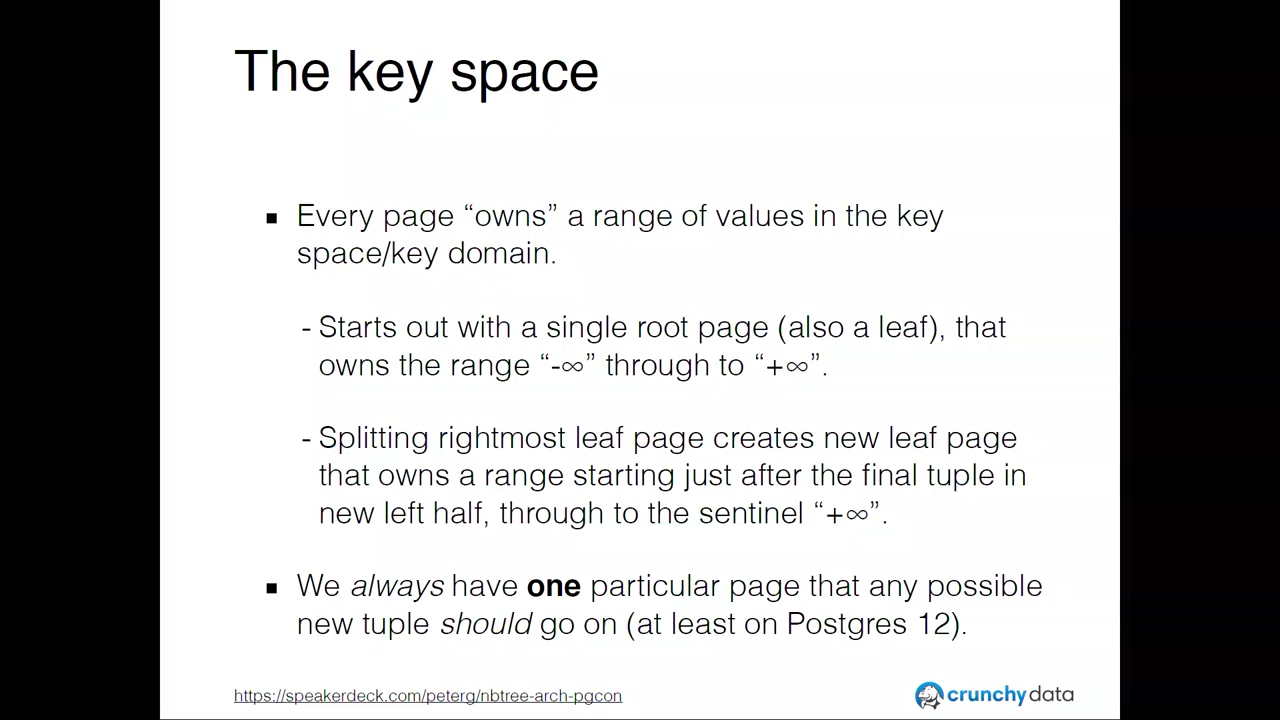 The key space
▪ Every page “owns” a range of values in the key
space/key domain.
- Starts out with a single root page (also a leaf), that
owns the range “-∞” through to “+∞”.
- Splitting rightmost leaf page creates new leaf page
that owns a range starting just after the final tuple in
new left half, through to the sentinel “+∞”.
▪ We always have one particular page that any possible
new tuple should go on (at least on Postgres 12).
https://speakerdeck.com/peterg/nbtree-arch-pgcon
crunchydata